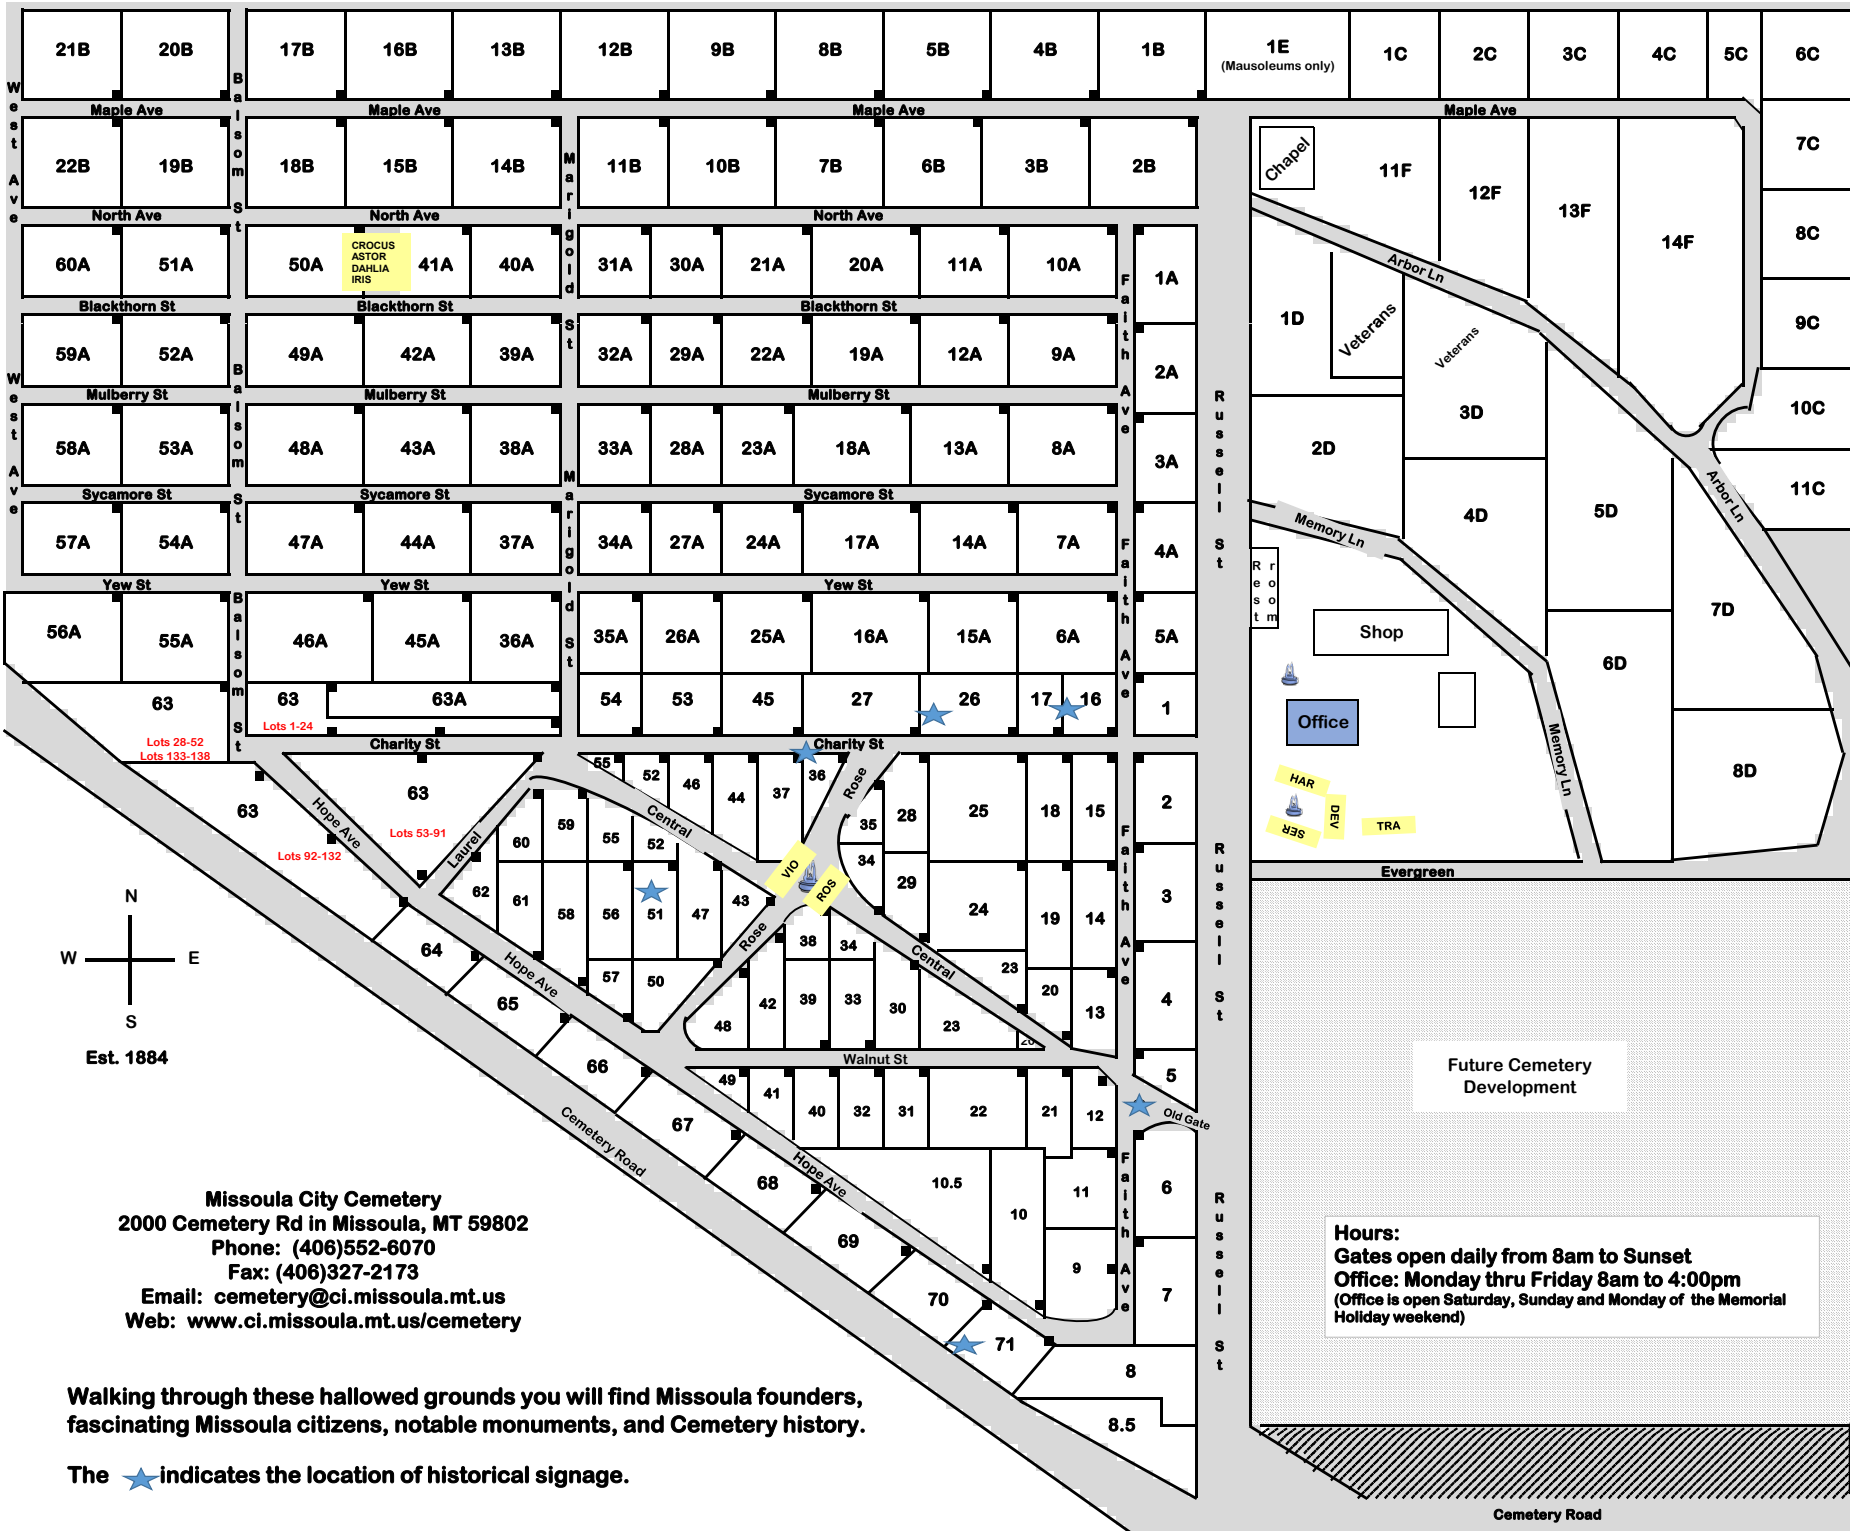 21B 20B 17B 16B 13B 12B 9B 8B 5B 4B 1B 1E 1C 2C 3C 4C 5C 6C
(Mausoleums only)
Maple Ave Maple Ave Maple Ave Maple Ave
22B 19B 18B 15B 14B 11B 10B 7B 6B 3B 2B Chapel 11F 12F 13F 14F 7C
North Ave North Ave North Ave
8C
60A 51A 50A
CROCUS
ASTOR
DAHLIA
IRIS
41A 40A 31A 30A 21A 20A 11A 10A 1A
Arbor Ln
Blackthorn St Blackthorn St Blackthorn St
1D Veterans Veterans 9C
59A 52A 49A 42A 39A 32A 29A 22A 19A 12A 9A 2A
Mulberry St Mulberry St Mulberry St
3D 10C
58A 53A 48A 43A 38A 33A 28A 23A 18A 13A 8A 3A 2D
Sycamore St Sycamore St Sycamore St
11C
Arbor Ln
4D 5D
Memory Ln
57A 54A 47A 44A 37A 34A 27A 24A 17A 14A 7A 4A
Yew St Yew St Yew St
Rest room
7D
56A 55A 46A 45A 36A 35A 26A 25A 16A 15A 6A 5A Shop
6D
63 63 63A 54 53 45 27 26 17 16 1
Lots 1-24
Office
Lots 28-52
Lots 133-138
Charity St Charity St
Memory Ln
8D
West Ave
West Ave
Balsom St
Balsom St
Balsom St
Marigold St
Marigold St
Faith Ave
Faith Ave
Faith Ave
Faith Ave
Russell St
Russell St
Russell St
HAR
DEV
SER
TRA
Evergreen
63 Hope Ave 63
Lots 53-91
Lots 92-132
Laurel
55 52 46 44 37 36 Rose
Central
60 59 55 52
35 28 25 18 15 2
34
VIO
ROS
62 61 58 56 51 47 43
29 24 19 14 3
Rose
38 34
Central
64 Hope Ave 57 50
23
65 42 39 33 30 20 13 4
48 23 20
N
W E
S
Est. 1884
Walnut St
66 49 41 40 32 31 22 21 12 5
Old Gate
67
Cemetery Road
Hope Ave
68 10.5 10 11 6
69 9 7
70
71
8
8.5
Future Cemetery
Development
Missoula City Cemetery
2000 Cemetery Rd in Missoula, MT 59802
Phone: (406)552-6070
Fax: (406)327-2173
Email: cemetery@ci.missoula.mt.us
Web: www.ci.missoula.mt.us/cemetery
Hours:
Gates open daily from 8am to Sunset
Office: Monday thru Friday 8am to 4:00pm
(Office is open Saturday, Sunday and Monday of the Memorial
Holiday weekend)
Walking through these hallowed grounds you will find Missoula founders,
fascinating Missoula citizens, notable monuments, and Cemetery history.
The indicates the location of historical signage.
Cemetery Road